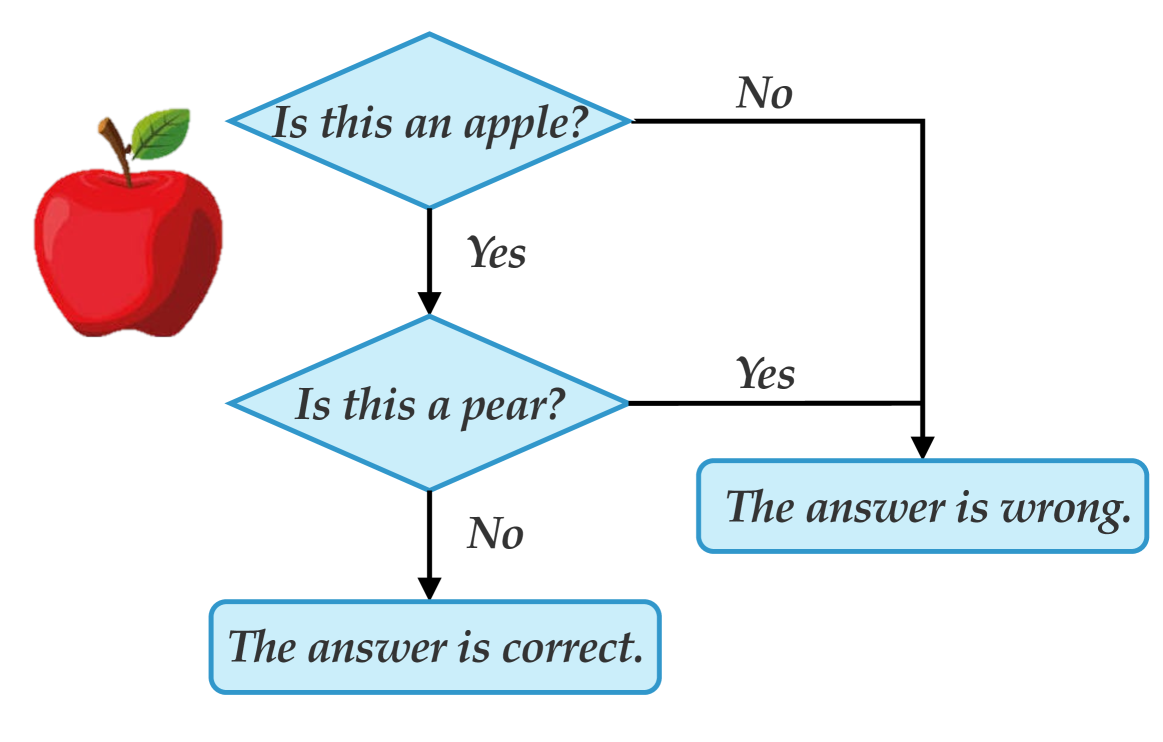 Is this an apple?
No
Yes
Is this a pear?
Yes
No
The answer is wrong.
The answer is correct.